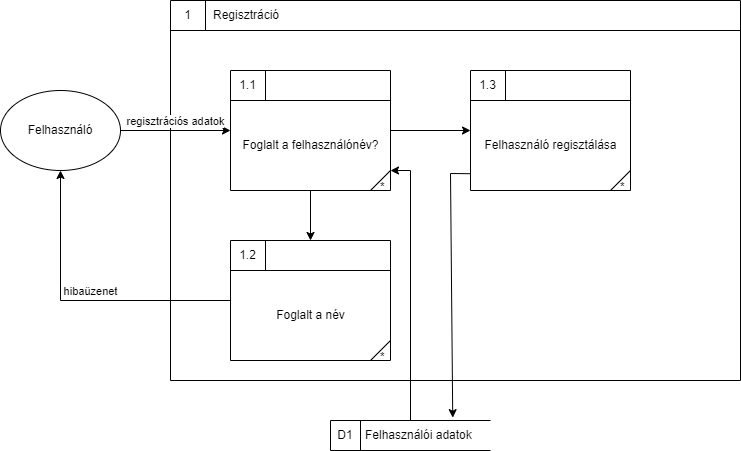 1
Regisztráció
1.1
1.3
Felhasználó
regisztrációs adatok
Foglalt a felhasználónév?
Felhasználó regisztálása
*
*
1.2
hibaüzenet
Foglalt a név
*
D1
Felhasználói adatok